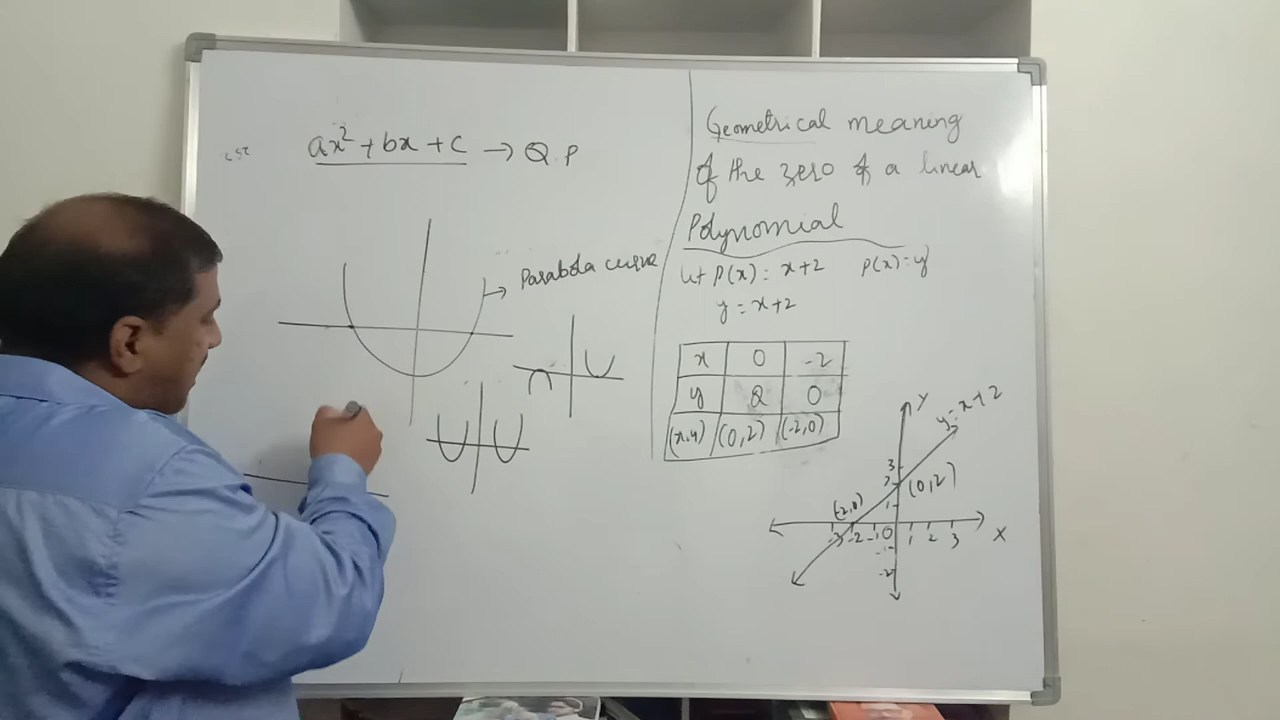 ax²+bx+c → Q.P
Parabola curve
Geometrical meaning
of the zero of a linear
Polynomial
let P(x): x+2 P(x)=y
y = x+2
x 0 -2
y 2 0
(x,y) (0,2) (-2,0)
Y
y=x+2
3
2
1
(0,2)
(-2,0)
-3 -2 -1 0 1 2 3 X
-1
-2